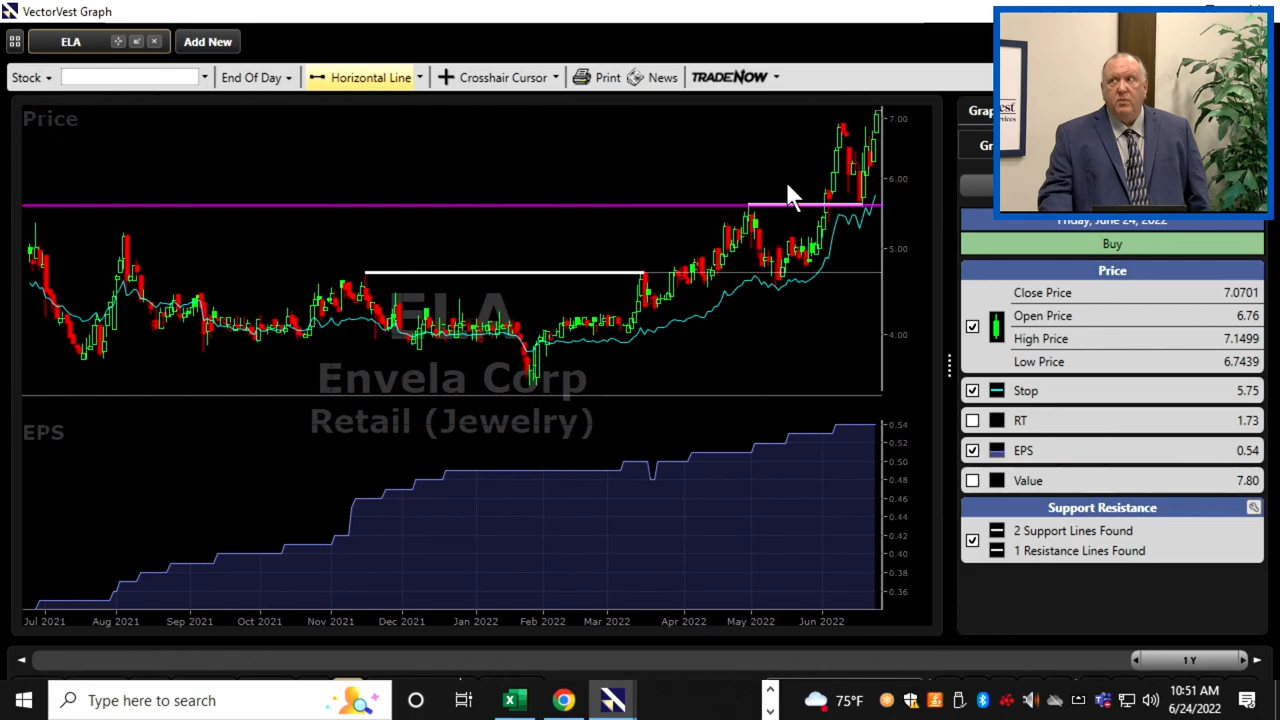 VectorVest Graph
ELA
Add New
Stock
End Of Day
Horizontal Line
Crosshair Cursor
Print
News
TRADENOW
Price
7.00
6.00
5.00
4.00
ELA
Envela Corp
Retail (Jewelry)
EPS
0.54
0.52
0.50
0.48
0.46
0.44
0.42
0.40
0.38
0.36
Jul 2021 Aug 2021 Sep 2021 Oct 2021 Nov 2021 Dec 2021 Jan 2022 Feb 2022 Mar 2022 Apr 2022 May 2022 Jun 2022
Friday, June 24, 2022
Buy
Price
Close Price 7.0701
Open Price 6.76
High Price 7.1499
Low Price 6.7439
Stop 5.75
RT 1.73
EPS 0.54
Value 7.80
Support Resistance
2 Support Lines Found
1 Resistance Lines Found
1 Y
Type here to search
75°F
10:51 AM
6/24/2022